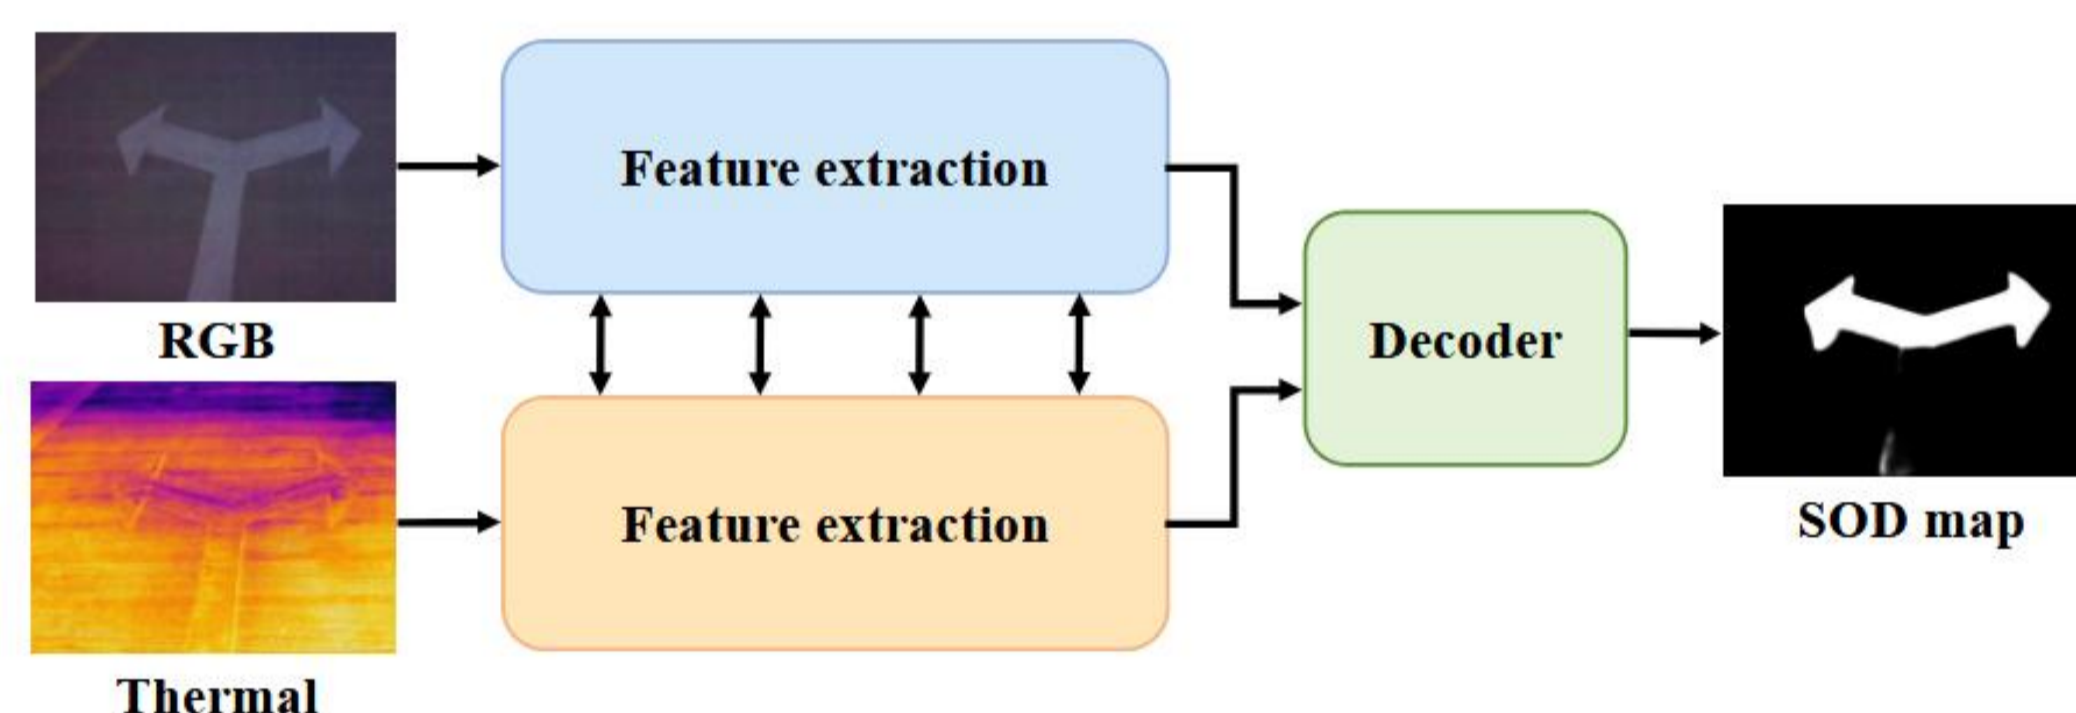 RGB
Thermal
Feature extraction
Feature extraction
Decoder
SOD map